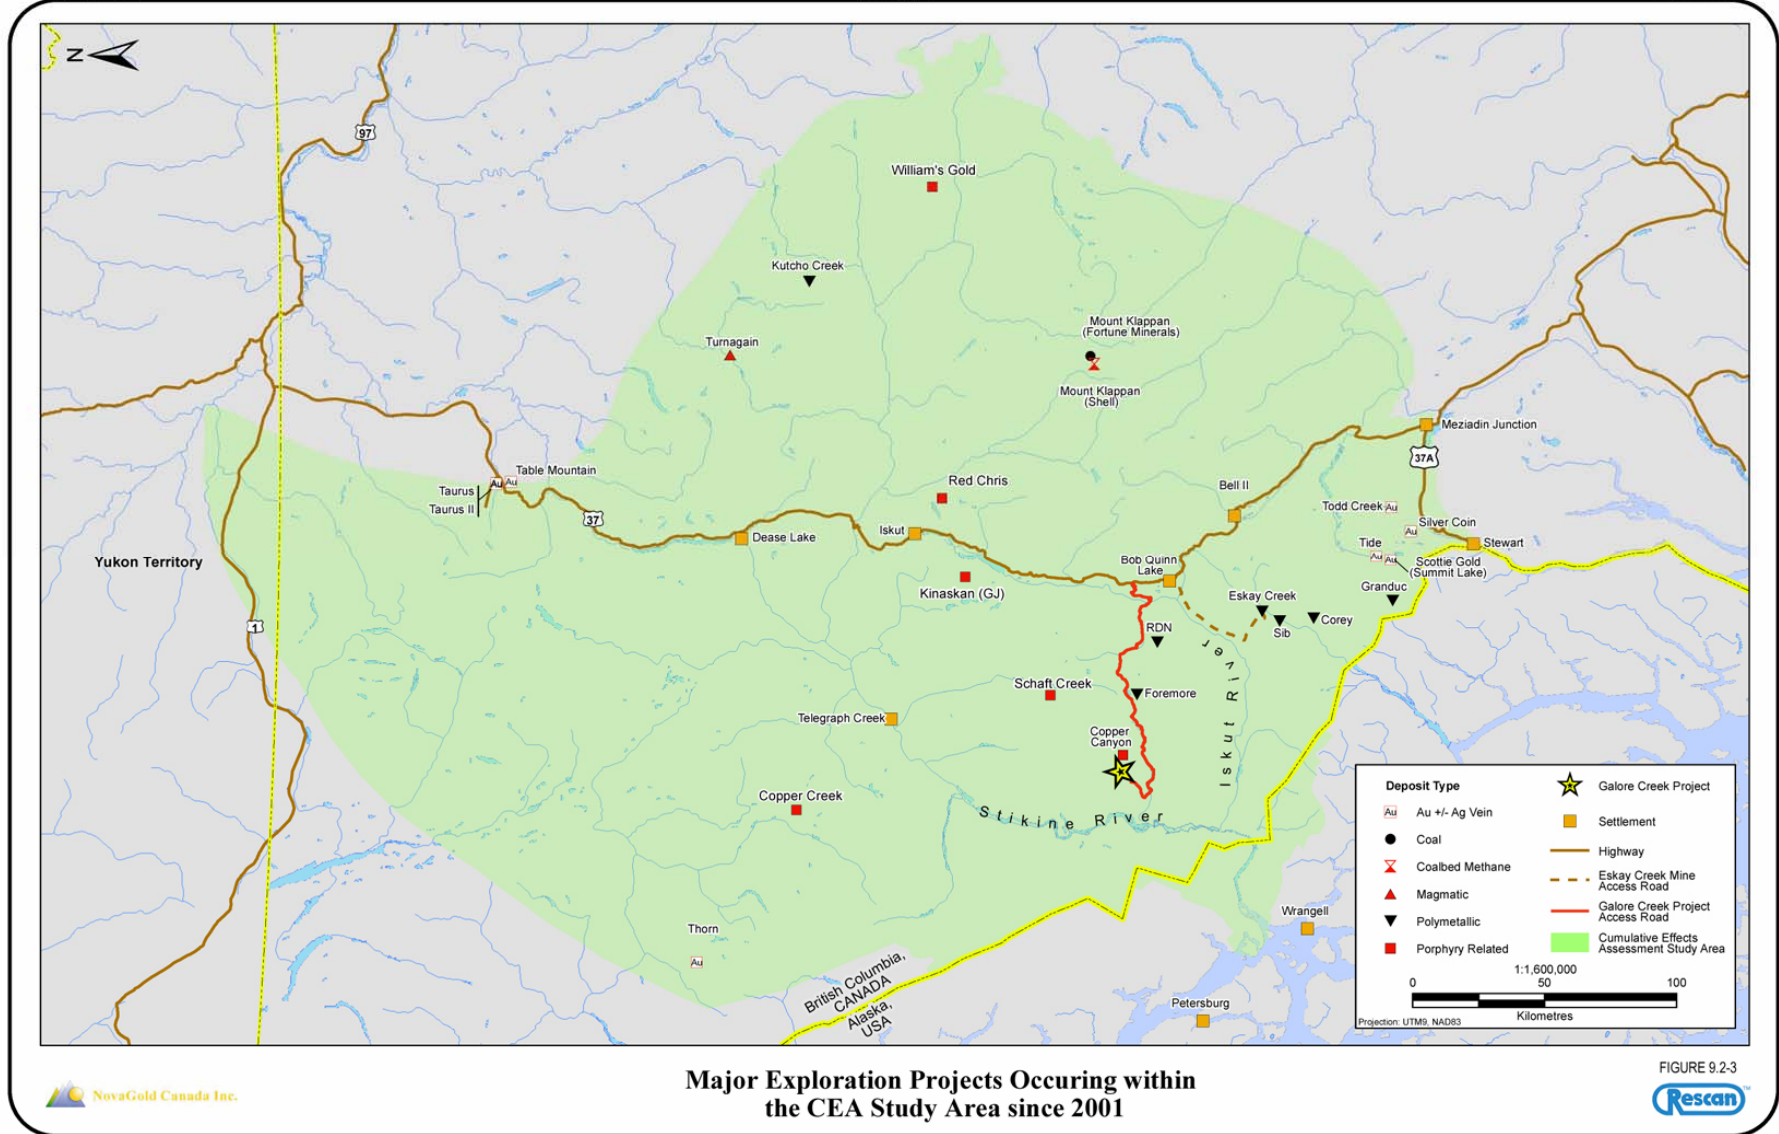 N
97
William's Gold
Kutcho Creek
Turnagain
Mount Klappan
(Fortune Minerals)
Mount Klappan
(Shell)
Meziadin Junction
37A
Table Mountain
Taurus
Taurus II
Au
Au
37
Red Chris
Iskut
Dease Lake
Bell II
Todd Creek
Au
Silver Coin
Au
Stewart
Tide
Au
Au
Scottie Gold
(Summit Lake)
Bob Quinn
Lake
Yukon Territory
Kinaskan (GJ)
Granduc
Eskay Creek
Sib
Corey
1
RDN
Iskut River
Schaft Creek
Foremore
Telegraph Creek
Copper
Canyon
Copper Creek
Stikine River
Thorn
Au
British Columbia,
CANADA
Alaska,
USA
Wrangell
Petersburg
Deposit Type
Au
Au +/- Ag Vein
Coal
Coalbed Methane
Magmatic
Polymetallic
Porphyry Related
Galore Creek Project
Settlement
Highway
Eskay Creek Mine
Access Road
Galore Creek Project
Access Road
Cumulative Effects
Assessment Study Area
1:1,600,000
0 50 100
Kilometres
Projection: UTM9, NAD83
NovaGold Canada Inc.
Major Exploration Projects Occuring within
the CEA Study Area since 2001
FIGURE 9.2-3
Rescan™